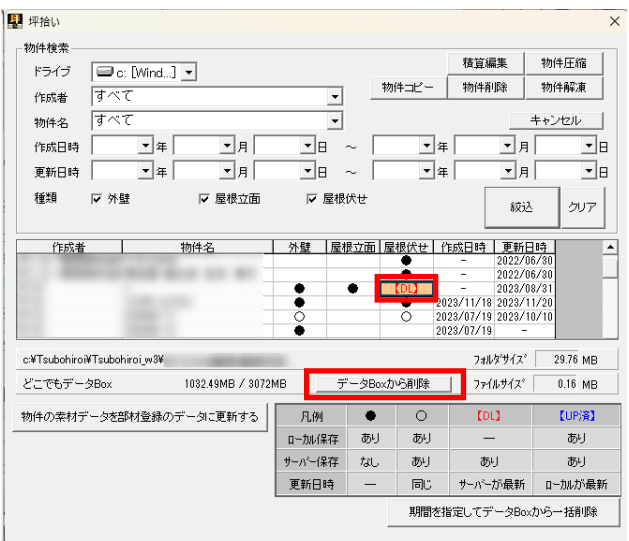 坪拾い
物件検索
ドライブ c: [Wind...] 積算編集 物件圧縮
作成者 すべて 物件コピー 物件削除 物件解凍
物件名 すべて キャンセル
作成日時 年 月 日 ～ 年 月 日
更新日時 年 月 日 ～ 年 月 日
種類 外壁 屋根立面 屋根伏せ 絞込 クリア
作成者 物件名 外壁 屋根立面 屋根伏せ 作成日時 更新日時
● － 2022/06/30
● － 2022/06/30
● ● 【DL】 － 2023/08/31
● ● 2023/11/18 2023/11/20
○ ○ 2023/07/19 2023/10/10
● 2023/07/19 －
c:¥Tsubohiroi¥Tsubohiroi_w3¥ フォルダサイズ 29.76 MB
どこでもデータBox 1032.49MB / 3072MB データBoxから削除 ファイルサイズ 0.16 MB
物件の素材データを部材登録のデータに更新する
凡例 ● ○ 【DL】 【UP済】
ローカル保存 あり あり － あり
サーバー保存 なし あり あり あり
更新日時 － 同じ サーバーが最新 ローカルが最新
期間を指定してデータBoxから一括削除